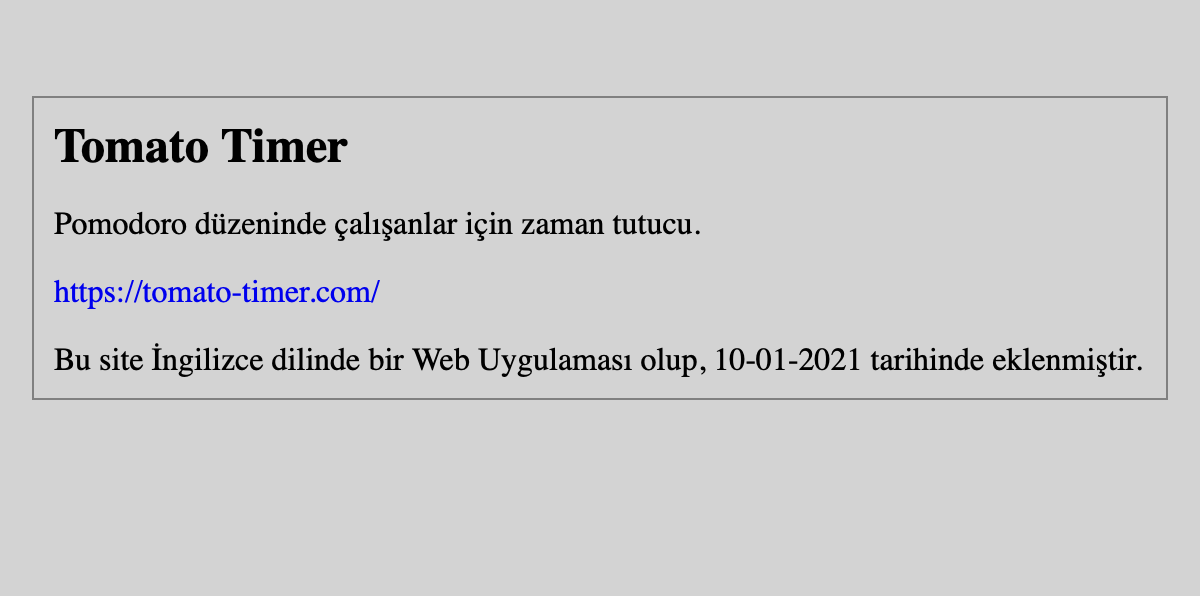 Tomato Timer
Pomodoro düzeninde çalışanlar için zaman tutucu.
https://tomato-timer.com/
Bu site İngilizce dilinde bir Web Uygulaması olup, 10-01-2021 tarihinde eklenmiştir.